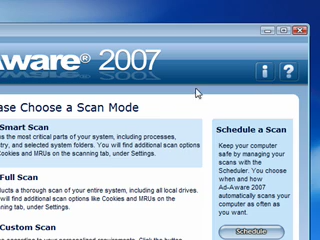 Aware® 2007
ase Choose a Scan Mode
Smart Scan
ns the most critical parts of your system, including processes,
stry, and selected system folders. You will find additional scan options
Cookies and MRUs on the scanning tab, under Settings.
Full Scan
ducts a thorough scan of your entire system, including all local drives.
will find additional scan options like Cookies and MRUs on the
ning tab, under Settings.
Custom Scan
Schedule a Scan
Keep your computer
safe by managing your
scans with the
Scheduler. You choose
when and how
Ad-Aware 2007
automatically scans your
computer as often as
you want.
Schedule